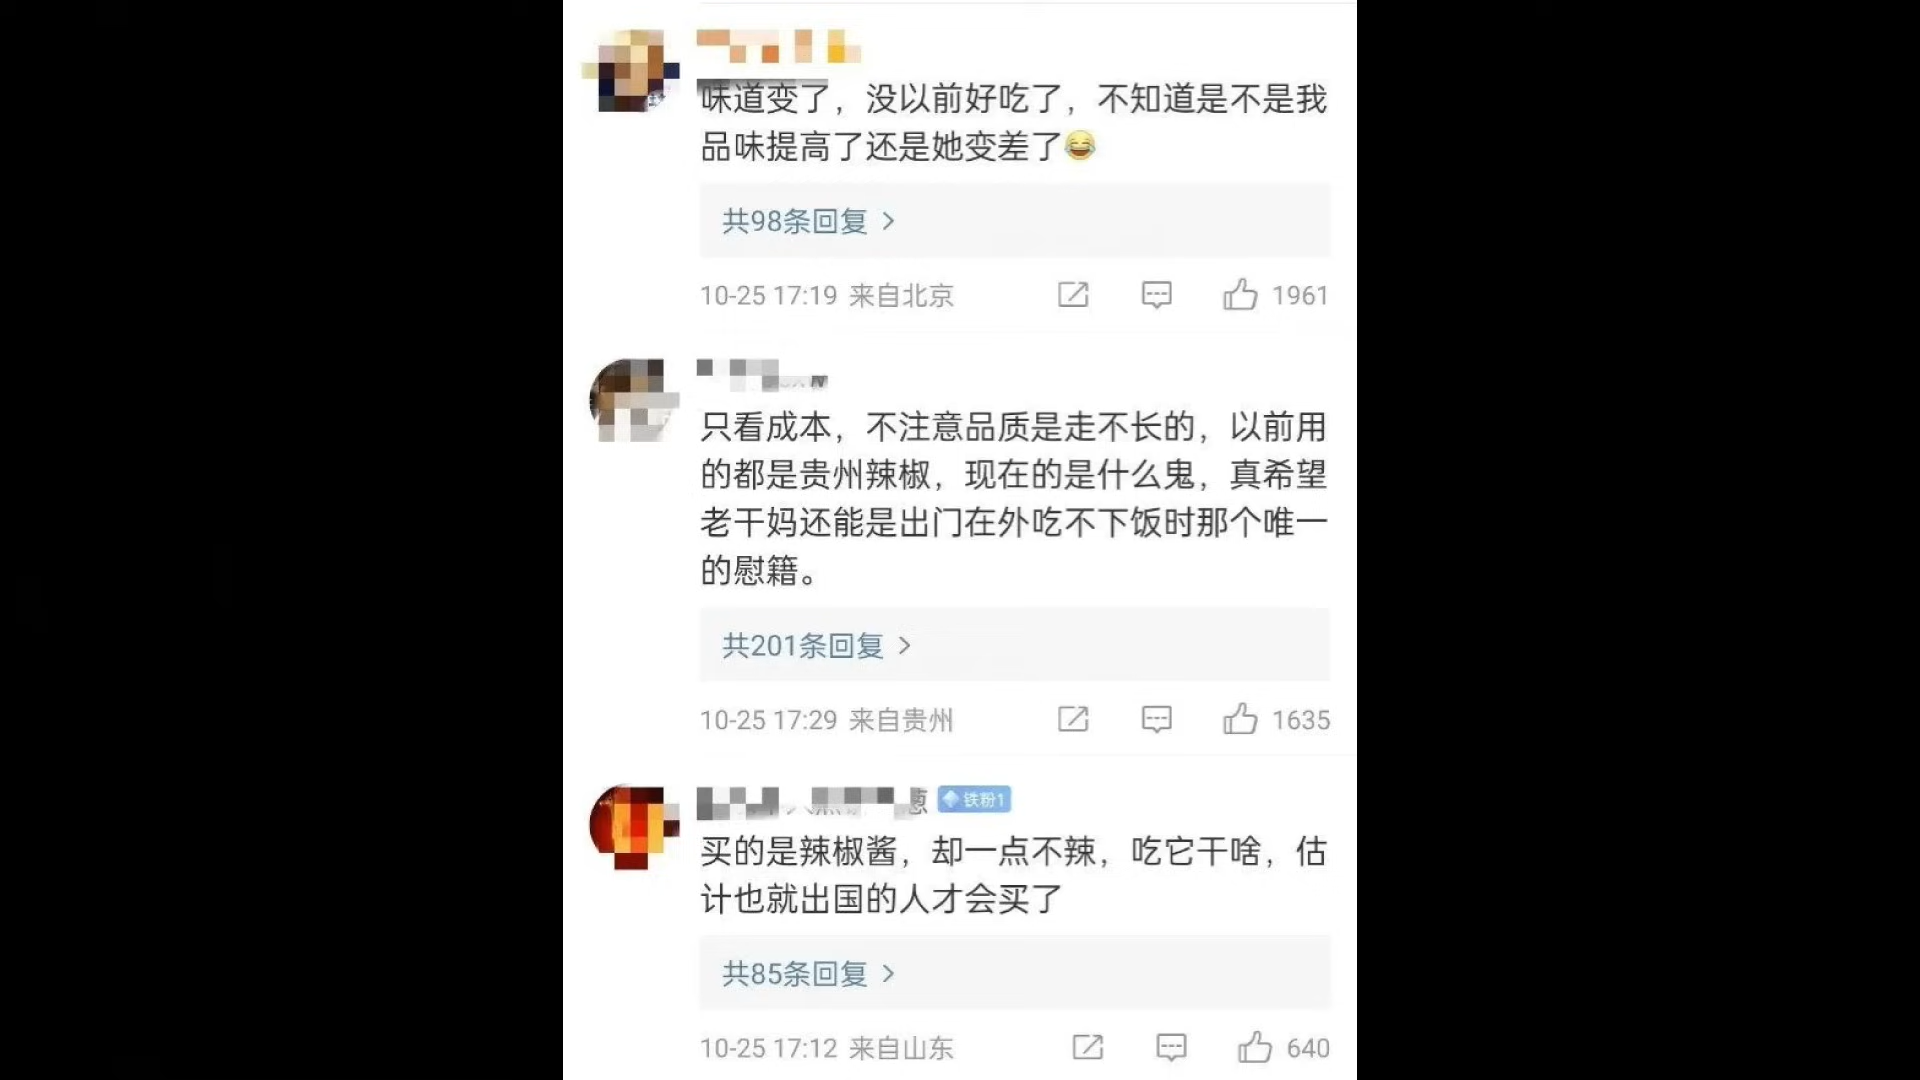 味道变了，没以前好吃了，不知道是不是我
品味提高了还是她变差了😂
共98条回复 >
10-25 17:19 来自北京 1961
只看成本，不注意品质是走不长的，以前用
的都是贵州辣椒，现在的是什么鬼，真希望
老干妈还能是出门在外吃不下饭时那个唯一
的慰籍。
共201条回复 >
10-25 17:29 来自贵州 1635
葱 铁粉1
买的是辣椒酱，却一点不辣，吃它干啥，估
计也就出国的人才会买了
共85条回复 >
10-25 17:12 来自山东 640